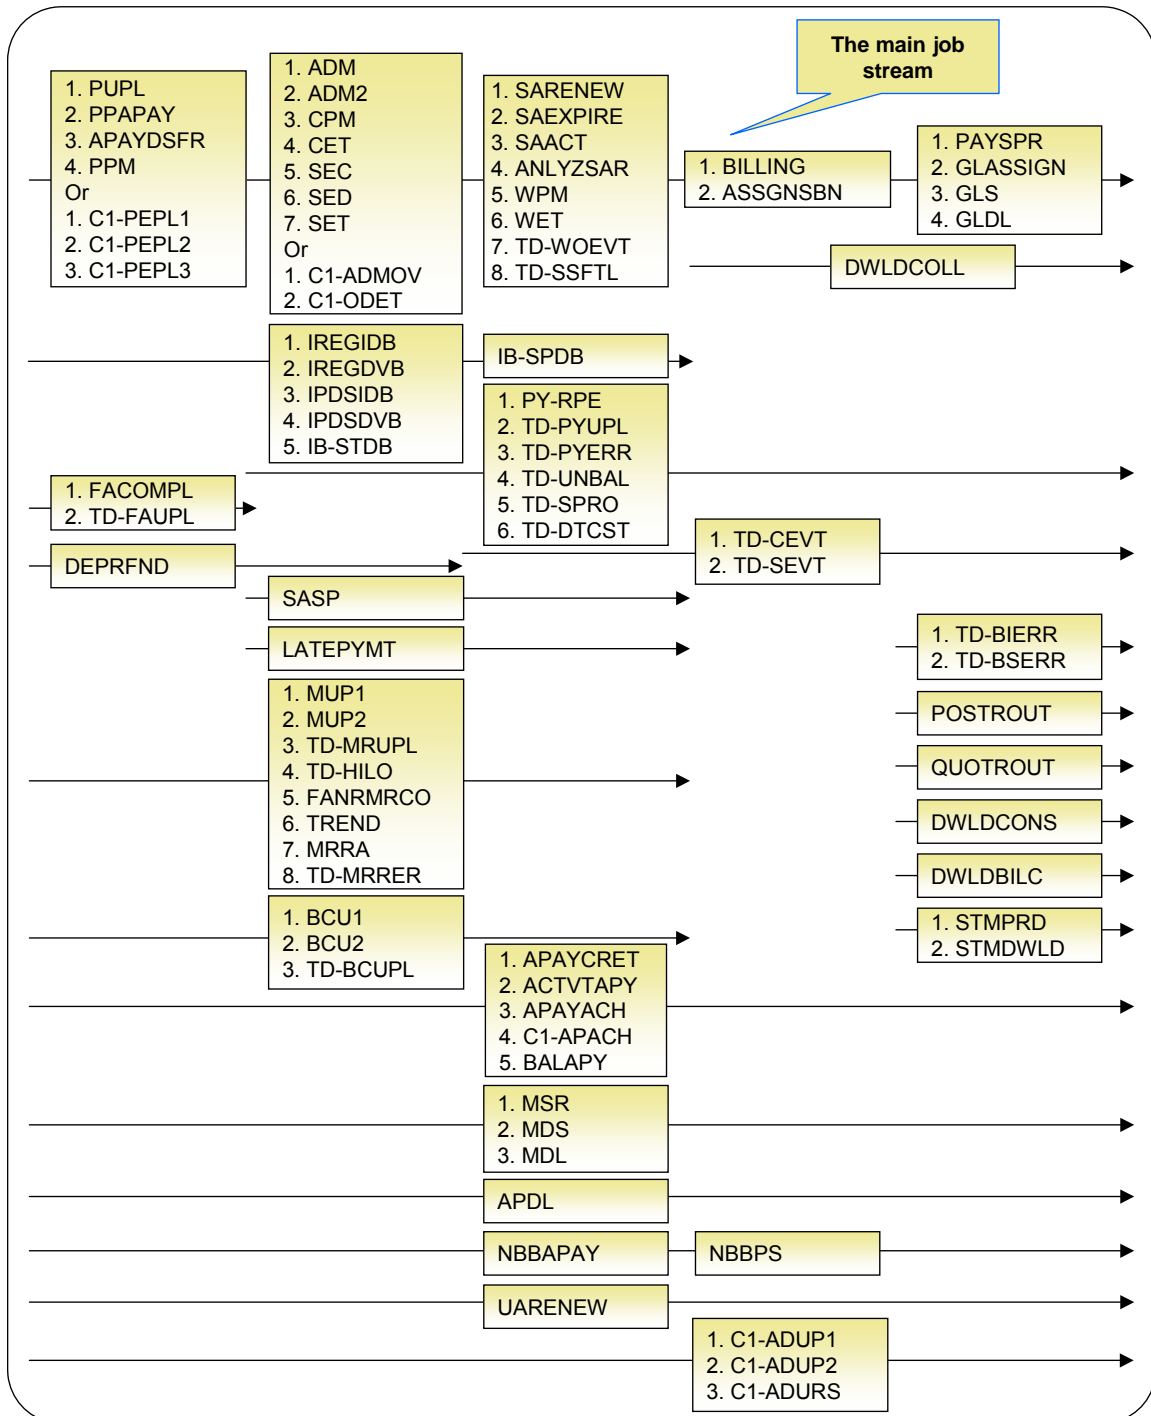 The main job
stream
1. PUPL
2. PPAPAY
3. APAYDSFR
4. PPM
Or
1. C1-PEPL1
2. C1-PEPL2
3. C1-PEPL3
1. ADM
2. ADM2
3. CPM
4. CET
5. SEC
6. SED
7. SET
Or
1. C1-ADMOV
2. C1-ODET
1. SARENEW
2. SAEXPIRE
3. SAACT
4. ANLYZSAR
5. WPM
6. WET
7. TD-WOEVT
8. TD-SSFTL
1. BILLING
2. ASSGNSBN
1. PAYSPR
2. GLASSIGN
3. GLS
4. GLDL
DWLDCOLL
1. IREGIDB
2. IREGDVB
3. IPDSIDB
4. IPDSDVB
5. IB-STDB
IB-SPDB
1. PY-RPE
2. TD-PYUPL
3. TD-PYERR
4. TD-UNBAL
5. TD-SPRO
6. TD-DTCST
1. FACOMPL
2. TD-FAUPL
DEPRFND
1. TD-CEVT
2. TD-SEVT
SASP
LATEPYMT
1. TD-BIERR
2. TD-BSERR
1. MUP1
2. MUP2
3. TD-MRUPL
4. TD-HILO
5. FANRMRCO
6. TREND
7. MRRA
8. TD-MRRER
POSTROUT
QUOTROUT
DWLDCONS
DWLDBILC
1. BCU1
2. BCU2
3. TD-BCUPL
1. STMPRD
2. STMDWLD
1. APAYCRET
2. ACTVTAPY
3. APAYACH
4. C1-APACH
5. BALAPY
1. MSR
2. MDS
3. MDL
APDL
NBBAPAY
NBBPS
UARENEW
1. C1-ADUP1
2. C1-ADUP2
3. C1-ADURS